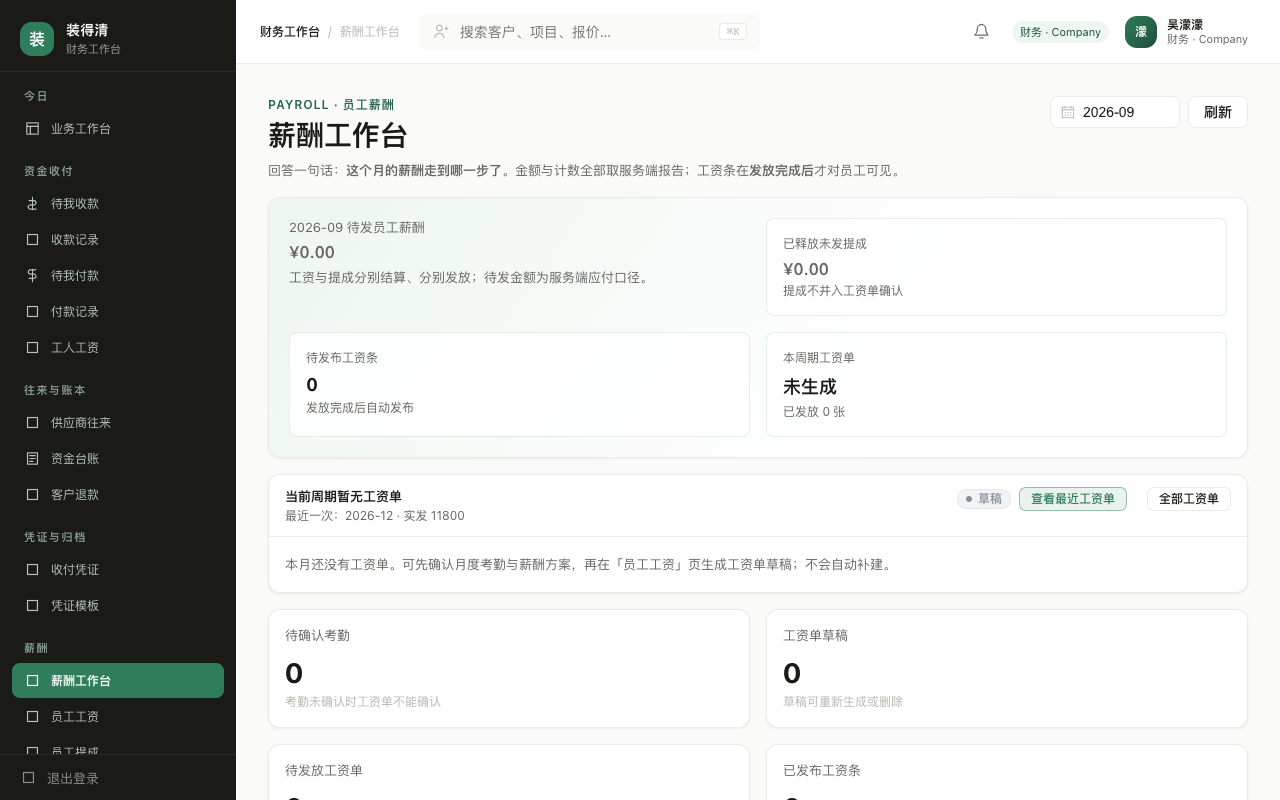 装
装得清
财务工作台
今日
业务工作台
资金收付
待我收款
收款记录
待我付款
付款记录
工人工资
往来与账本
供应商往来
资金台账
客户退款
凭证与归档
收付凭证
凭证模板
薪酬
薪酬工作台
员工工资
员工提成
退出登录
财务工作台 / 薪酬工作台
搜索客户、项目、报价...
⌘K
财务 · Company
濛
吴濛濛
财务 · Company
PAYROLL · 员工薪酬
薪酬工作台
回答一句话：这个月的薪酬走到哪一步了。金额与计数全部取服务端报告；工资条在发放完成后才对员工可见。
2026-09
刷新
2026-09 待发员工薪酬
¥0.00
工资与提成分别结算、分别发放；待发金额为服务端应付口径。
已释放未发提成
¥0.00
提成不并入工资单确认
待发布工资条
0
发放完成后自动发布
本周期工资单
未生成
已发放 0 张
当前周期暂无工资单
最近一次：2026-12 · 实发 11800
草稿
查看最近工资单
全部工资单
本月还没有工资单。可先确认月度考勤与薪酬方案，再在「员工工资」页生成工资单草稿；不会自动补建。
待确认考勤
0
考勤未确认时工资单不能确认
工资单草稿
0
草稿可重新生成或删除
待发放工资单
已发布工资条